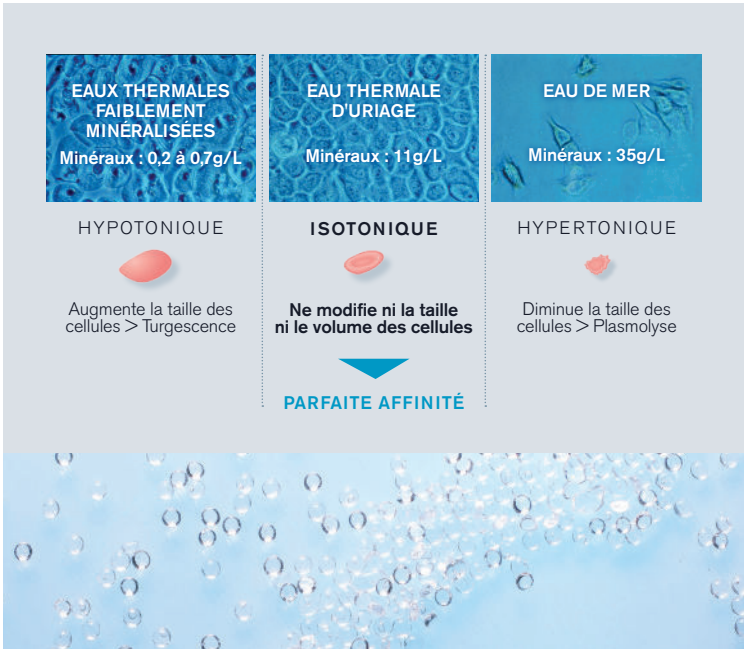 EAUX THERMALES
FAIBLEMENT
MINÉRALISÉES
Minéraux : 0,2 à 0,7g/L
HYPOTONIQUE
Augmente la taille des
cellules > Turgescence
EAU THERMALE
D'URIAGE
Minéraux : 11g/L
ISOTONIQUE
Ne modifie ni la taille
ni le volume des cellules
PARFAITE AFFINITÉ
EAU DE MER
Minéraux : 35g/L
HYPERTONIQUE
Diminue la taille des
cellules > Plasmolyse